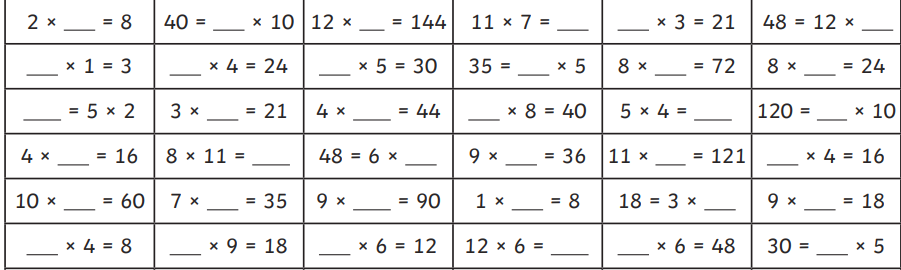 2 × ___ = 8 40 = ___ × 10 12 × ___ = 144 11 × 7 = ___ ___ × 3 = 21 48 = 12 × ___
___ × 1 = 3 ___ × 4 = 24 ___ × 5 = 30 35 = ___ × 5 8 × ___ = 72 8 × ___ = 24
___ = 5 × 2 3 × ___ = 21 4 × ___ = 44 ___ × 8 = 40 5 × 4 = ___ 120 = ___ × 10
4 × ___ = 16 8 × 11 = ___ 48 = 6 × ___ 9 × ___ = 36 11 × ___ = 121 ___ × 4 = 16
10 × ___ = 60 7 × ___ = 35 9 × ___ = 90 1 × ___ = 8 18 = 3 × ___ 9 × ___ = 18
___ × 4 = 8 ___ × 9 = 18 ___ × 6 = 12 12 × 6 = ___ ___ × 6 = 48 30 = ___ × 5